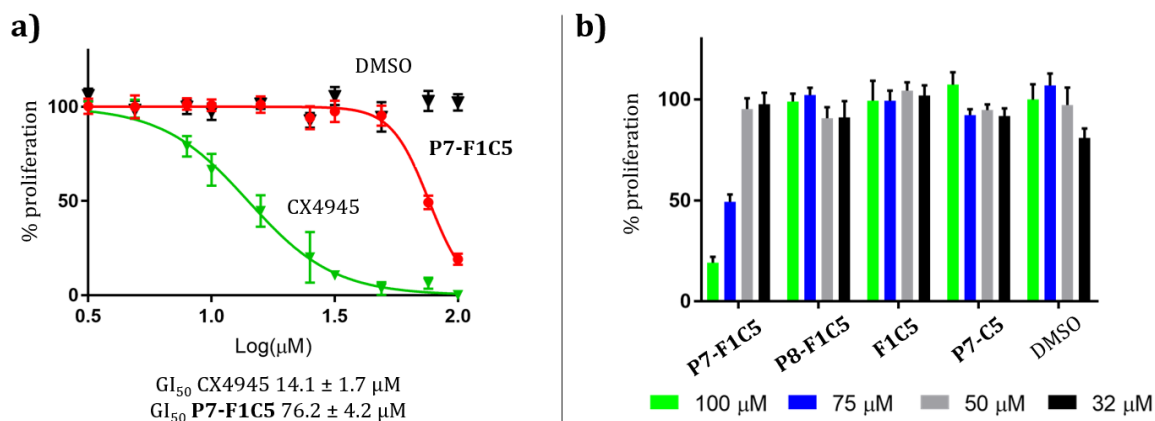 a)
% proliferation
100
50
0
DMSO
P7-F1C5
CX4945
0.5 1.0 1.5 2.0
Log(μM)
GI₅₀ CX4945 14.1 ± 1.7 μM
GI₅₀ P7-F1C5 76.2 ± 4.2 μM
b)
% proliferation
100
50
0
P7-F1C5 P8-F1C5 F1C5 P7-C5 DMSO
100 μM 75 μM 50 μM 32 μM